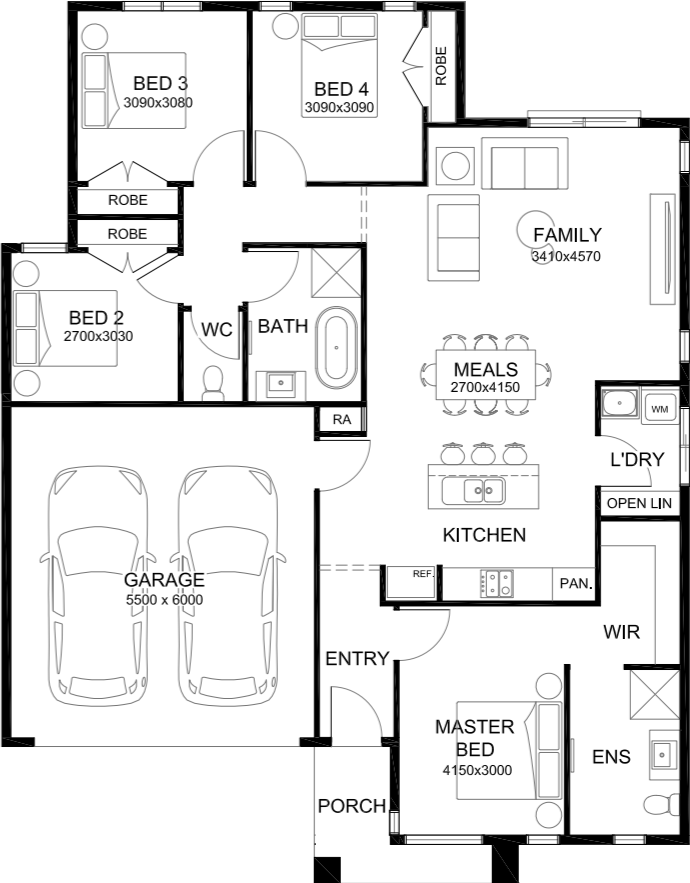 BED 3
3090x3080
BED 4
3090x3090
ROBE
ROBE
ROBE
FAMILY
3410x4570
BED 2
2700x3030
WC
BATH
MEALS
2700x4150
WM
RA
L'DRY
OPEN LIN
KITCHEN
REF.
PAN.
GARAGE
5500 x 6000
WIR
ENTRY
MASTER
BED
4150x3000
ENS
PORCH